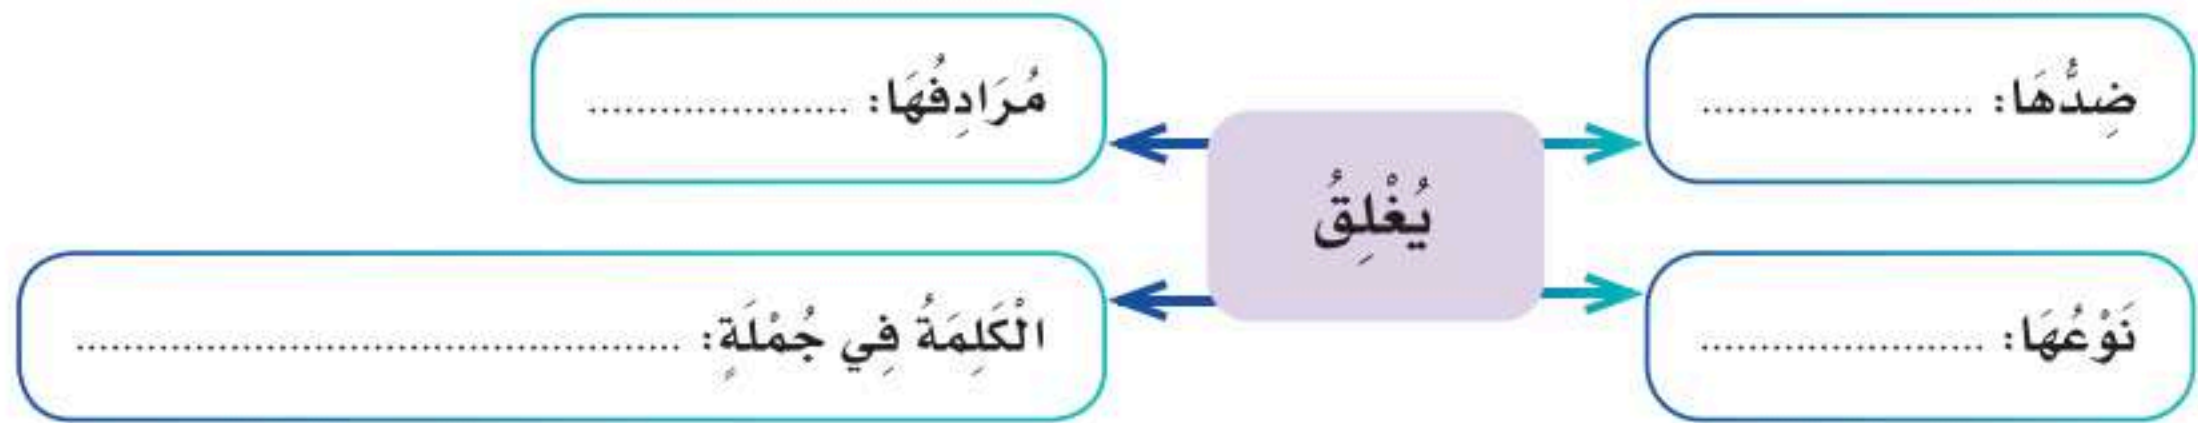 ضِدُّهَا: ......................
مُرَادِفُهَا: ......................
يُغْلِقُ
نَوْعُهَا: ......................
الْكَلِمَةُ فِي جُمْلَةٍ: ..................................................